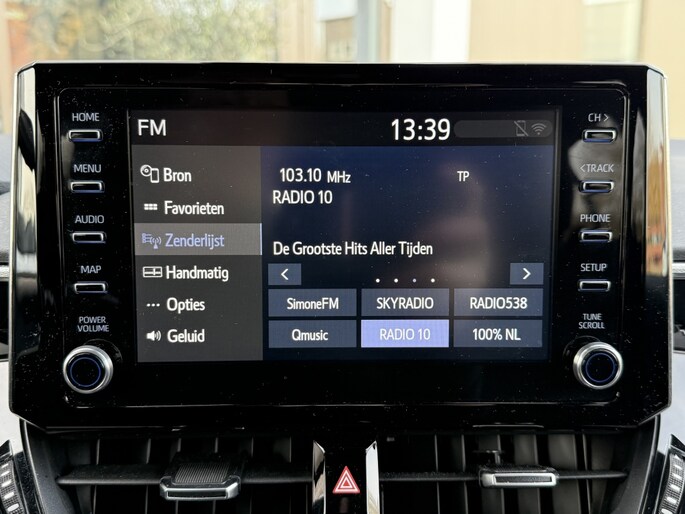 FM
13:39
HOME
MENU
AUDIO
MAP
POWER
VOLUME
Bron
Favorieten
Zenderlijst
Handmatig
Opties
Geluid
103.10 MHz
TP
RADIO 10
De Grootste Hits Aller Tijden
SimoneFM
SKYRADIO
RADIO538
Qmusic
RADIO 10
100% NL
CH >
< TRACK
PHONE
SETUP
TUNE
SCROLL